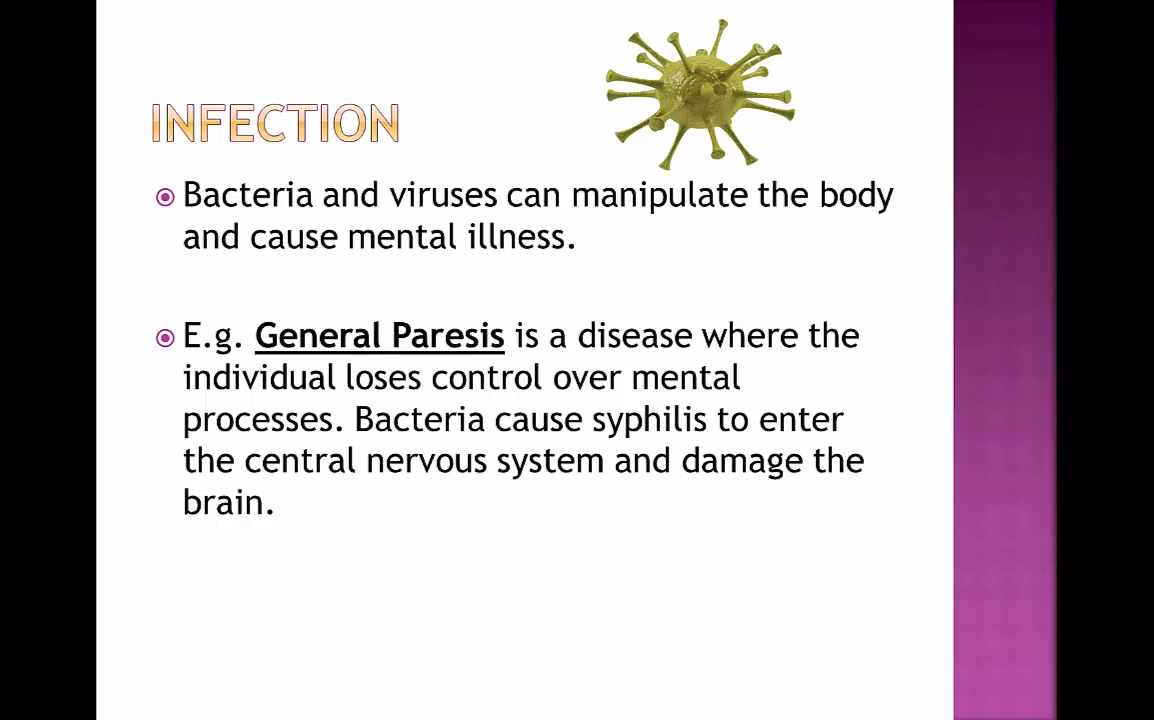 INFECTION
Bacteria and viruses can manipulate the body
and cause mental illness.
E.g. General Paresis is a disease where the
individual loses control over mental
processes. Bacteria cause syphilis to enter
the central nervous system and damage the
brain.